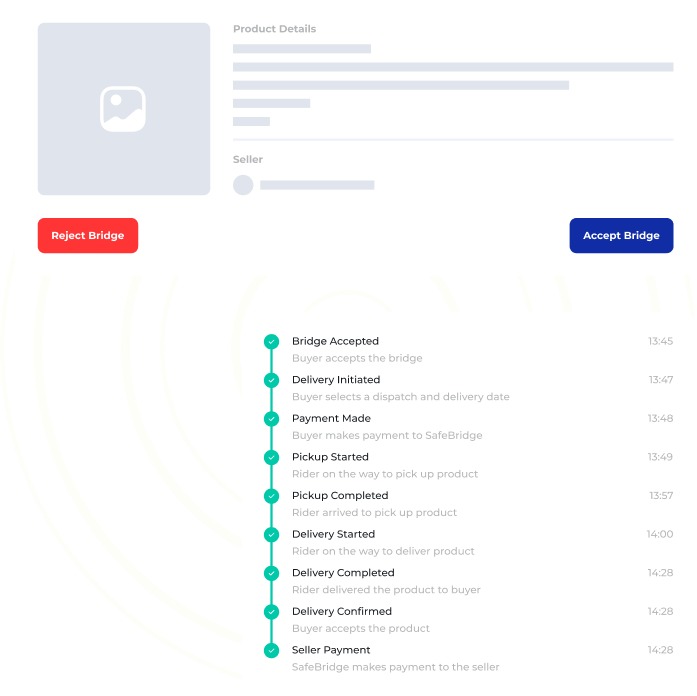 Product Details
Seller
Reject Bridge
Accept Bridge
Bridge Accepted 13:45
Buyer accepts the bridge
Delivery Initiated 13:47
Buyer selects a dispatch and delivery date
Payment Made 13:48
Buyer makes payment to SafeBridge
Pickup Started 13:49
Rider on the way to pick up product
Pickup Completed 13:57
Rider arrived to pick up product
Delivery Started 14:00
Rider on the way to deliver product
Delivery Completed 14:28
Rider delivered the product to buyer
Delivery Confirmed 14:28
Buyer accepts the product
Seller Payment 14:28
SafeBridge makes payment to the seller